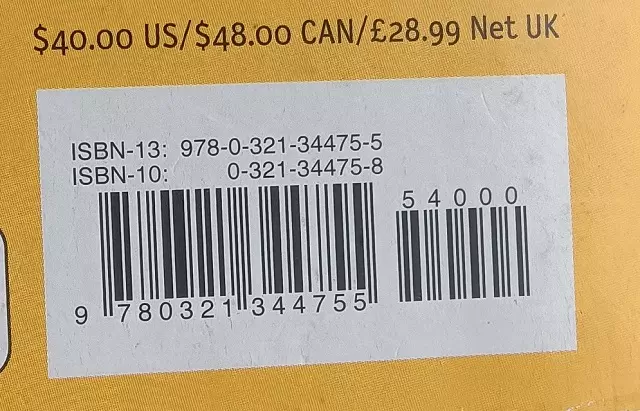 $40.00 US/$48.00 CAN/£28.99 Net UK
ISBN-13: 978-0-321-34475-5
ISBN-10: 0-321-34475-8
54000
9 780321 344755